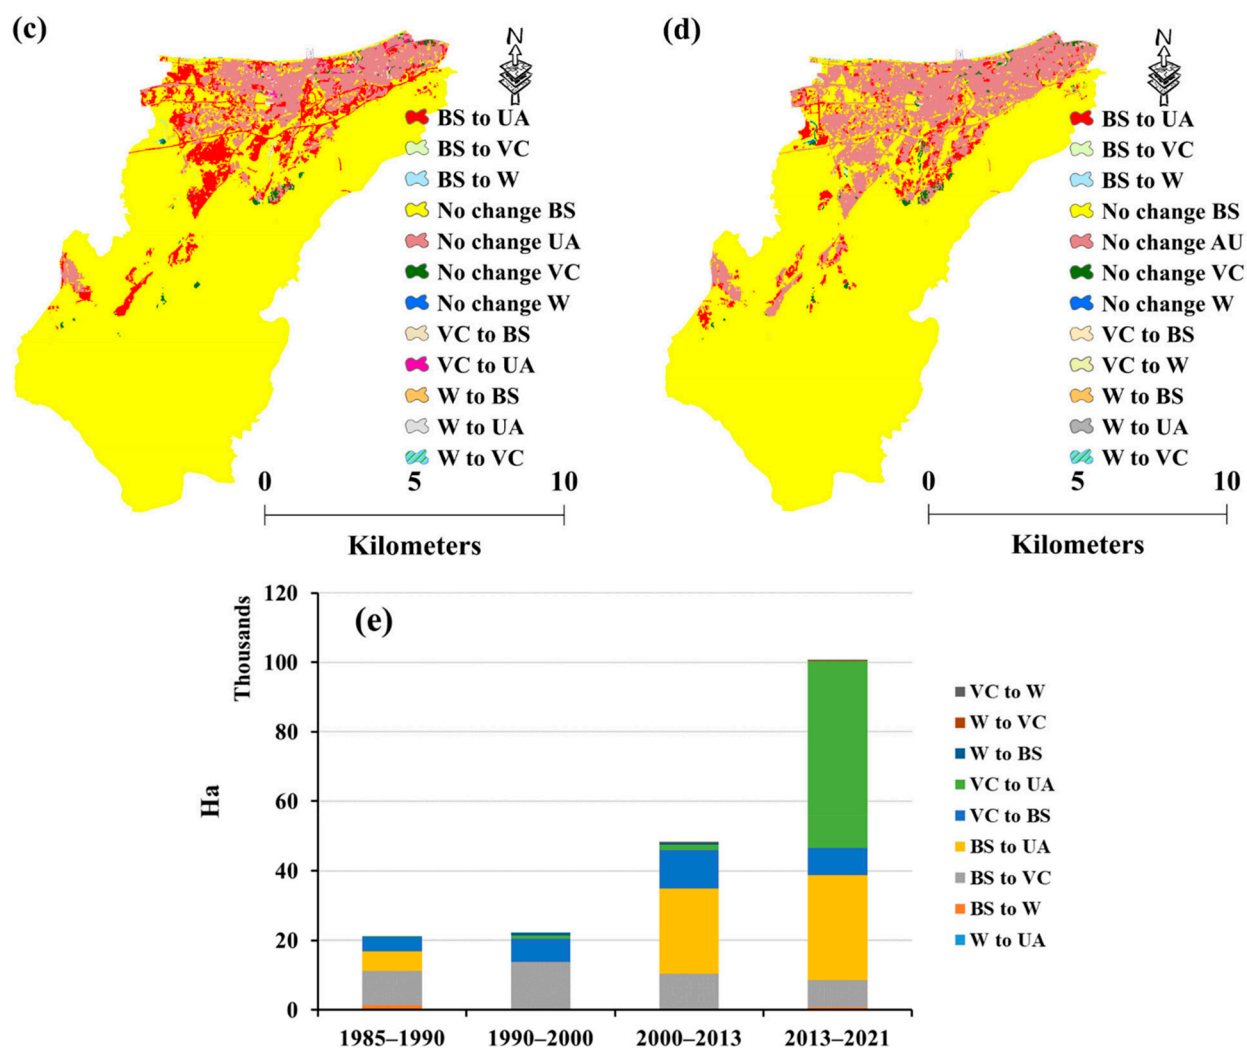 (c)
N
BS to UA
BS to VC
BS to W
No change BS
No change UA
No change VC
No change W
VC to BS
VC to UA
W to BS
W to UA
W to VC
0 5 10
Kilometers
(d)
N
BS to UA
BS to VC
BS to W
No change BS
No change AU
No change VC
No change W
VC to BS
VC to W
W to BS
W to UA
W to VC
0 5 10
Kilometers
(e)
Thousands
Ha
120
100
80
60
40
20
0
1985–1990 1990–2000 2000–2013 2013–2021
VC to W
W to VC
W to BS
VC to UA
VC to BS
BS to UA
BS to VC
BS to W
W to UA